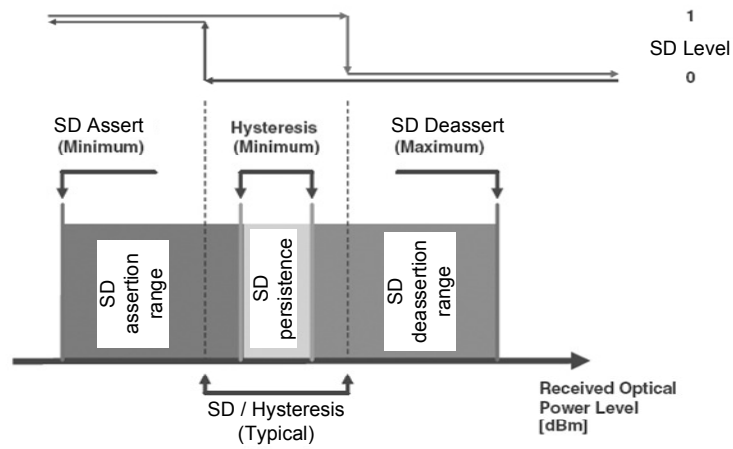 1
SD Level
0
SD Assert
(Minimum)
Hysteresis
(Minimum)
SD Deassert
(Maximum)
SD
assertion
range
SD
persistence
SD
deassertion
range
SD / Hysteresis
(Typical)
Received Optical
Power Level
[dBm]